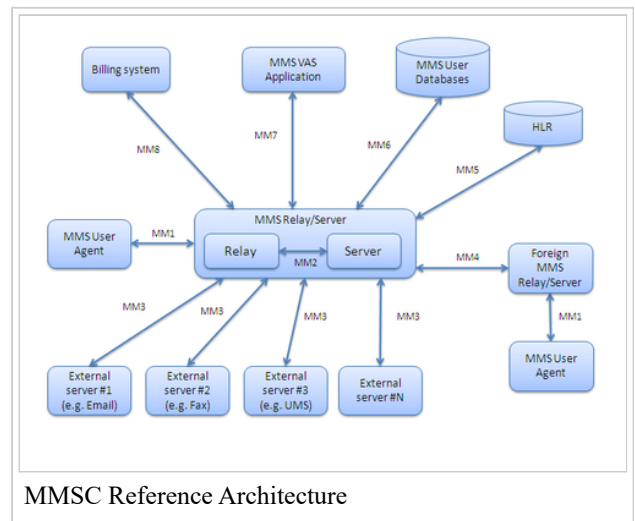 Billing system
MMS VAS
Application
MMS User
Databases
HLR
MM8
MM7
MM6
MM5
MMS User
Agent
MM1
MMS Relay/Server
Relay
MM2
Server
MM4
Foreign
MMS
Relay/Server
MM3
MM3
MM3
MM3
MM1
External
server #1
(e.g. Email)
External
server #2
(e.g. Fax)
External
server #3
(e.g. UMS)
External
server #N
MMS User
Agent
MMSC Reference Architecture